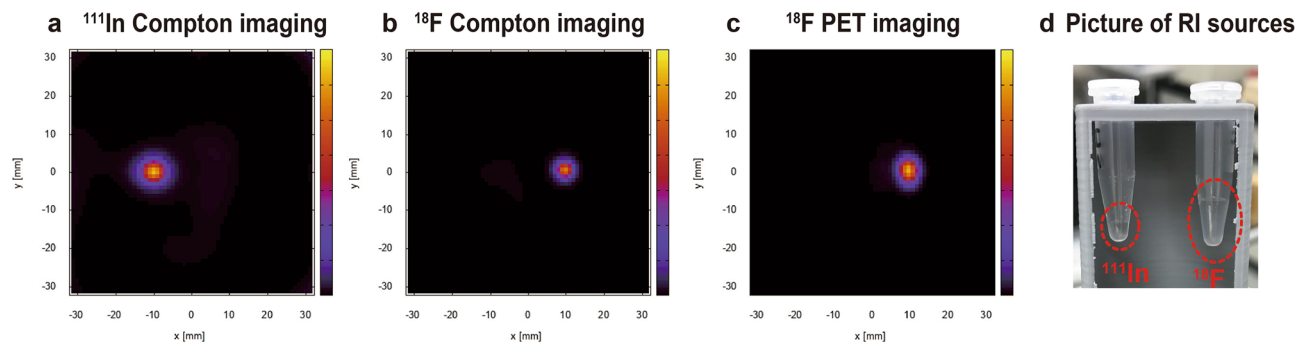 a ¹¹¹In Compton imaging
30
20
10
0
-10
-20
-30
y [mm]
-30 -20 -10 0 10 20 30
x [mm]
b ¹⁸F Compton imaging
30
20
10
0
-10
-20
-30
y [mm]
-30 -20 -10 0 10 20 30
x [mm]
c ¹⁸F PET imaging
30
20
10
0
-10
-20
-30
y [mm]
-30 -20 -10 0 10 20 30
x [mm]
d Picture of RI sources
¹¹¹In ¹⁸F